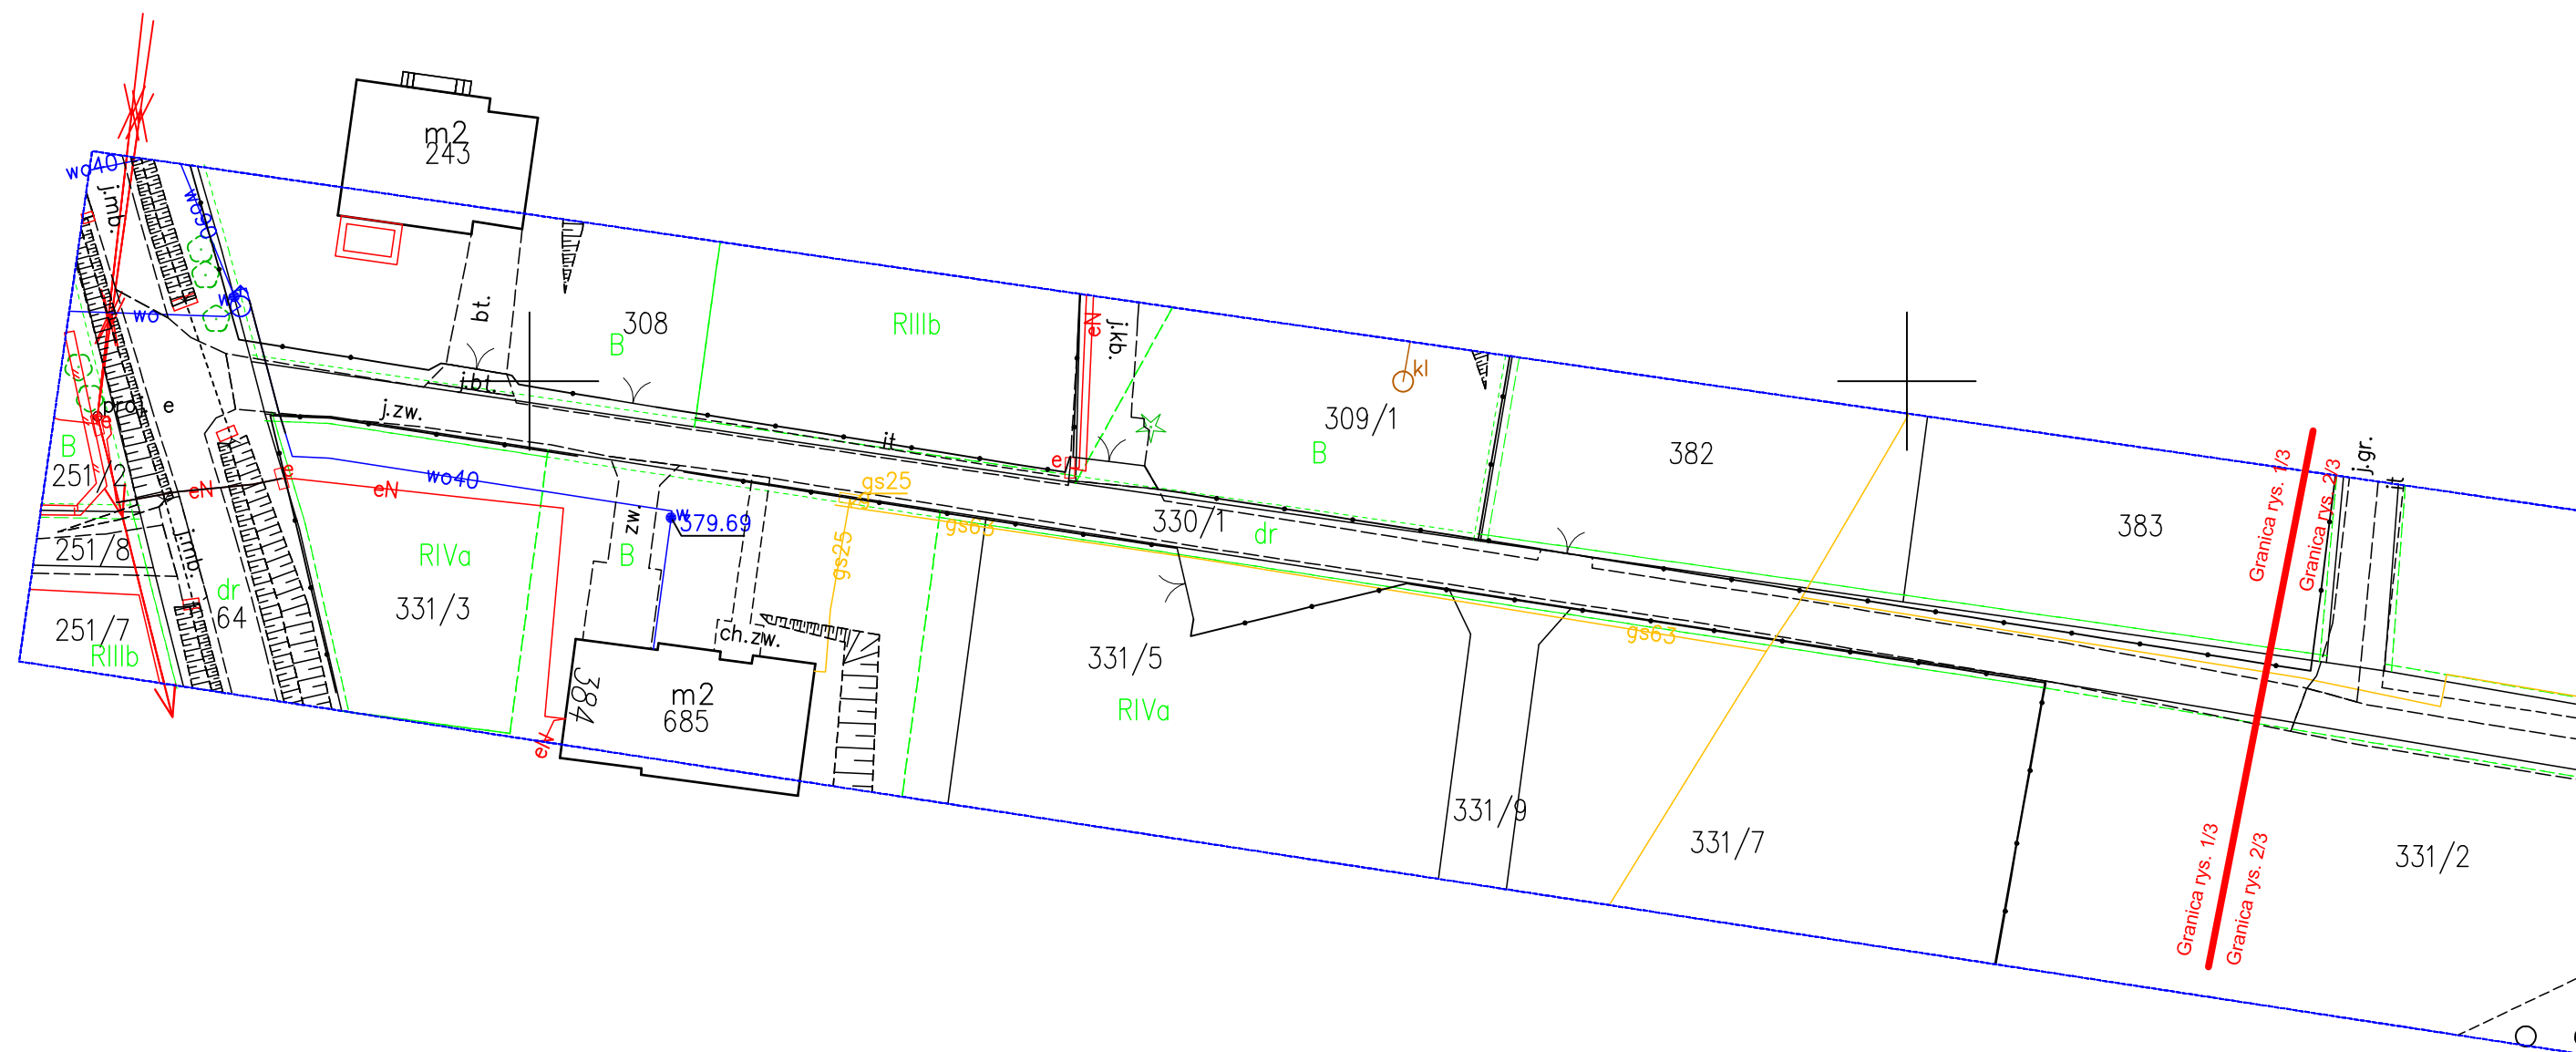 m2
243
wo40
j.mb.
wo90
w
wo
bt.
308
B
RIIIb
eN
j.kb.
kl
309/1
B
382
383
Granica rys. 1/3
Granica rys. 2/3
j.gr.
it
j.bt.
j.zw.
it
e
e
e
B
251/2
eN
e
eN
wo40
zw.
w
379.69
gs25
gs25
gs63
330/1
dr
251/8
j.mb.
dr
64
RIVa
331/3
B
251/7
RIIIb
ch.zw.
384
m2
685
eN
331/5
RIVa
gs63
331/9
331/7
331/2
Granica rys. 1/3
Granica rys. 2/3